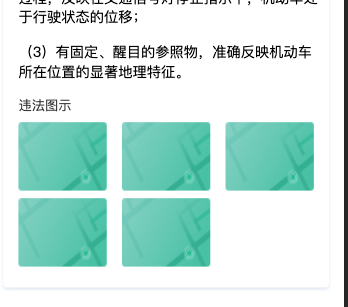 于行驶状态的位移；
（3）有固定、醒目的参照物，准确反映机动车
所在位置的显著地理特征。
违法图示